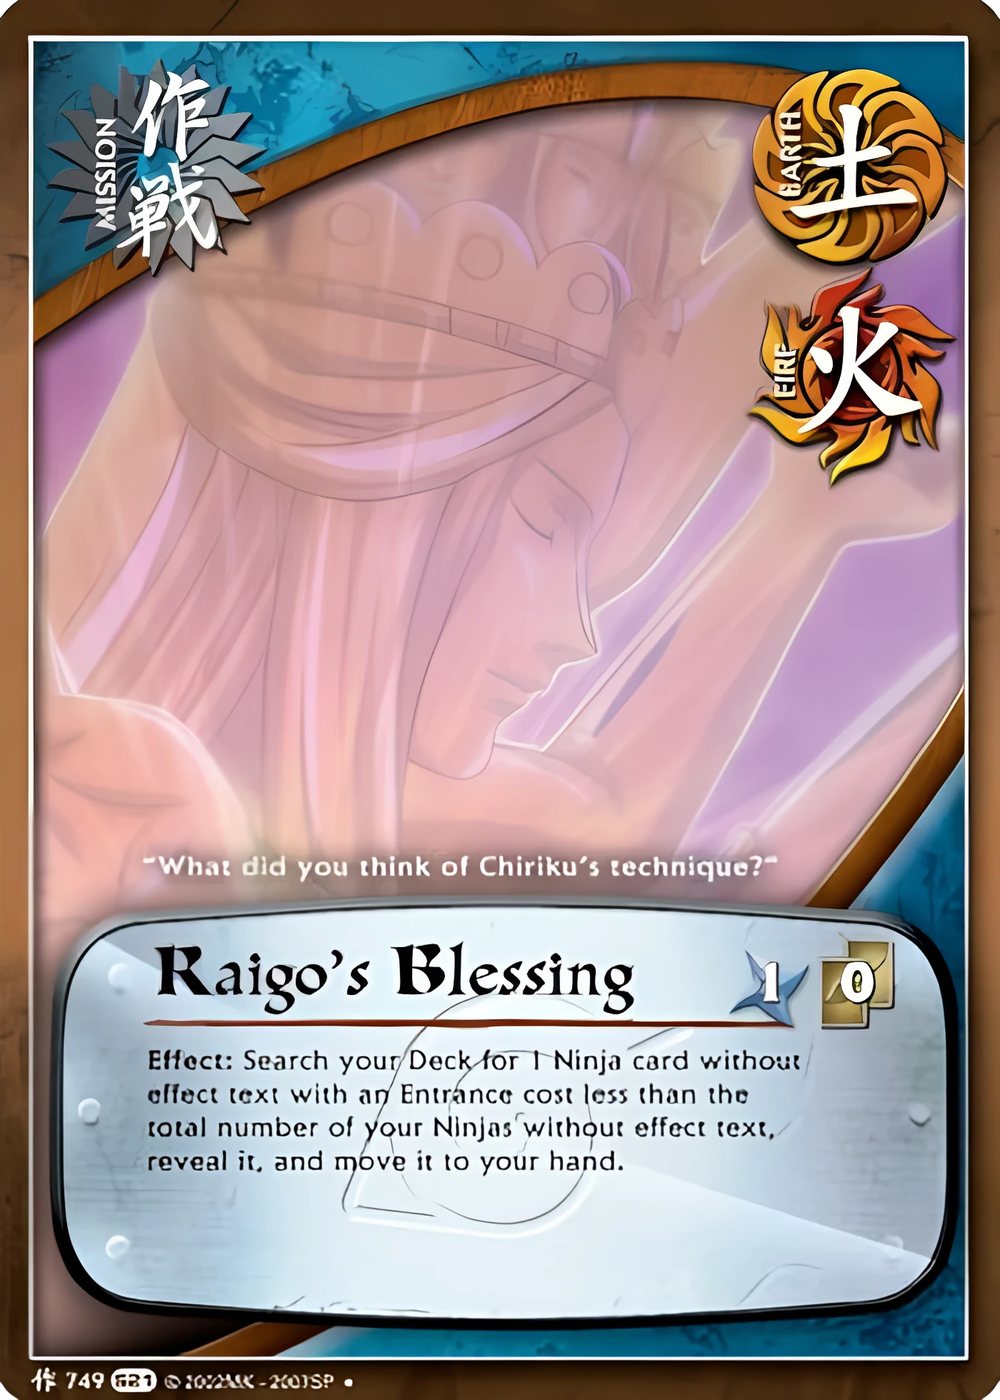 作戦
MISSION
土
EARTH
火
FIRE
"What did you think of Chiriku's technique?"
Raigo's Blessing
1 0
Effect: Search your Deck for 1 Ninja card without
effect text with an Entrance cost less than the
total number of your Ninjas without effect text,
reveal it, and move it to your hand.
作 749